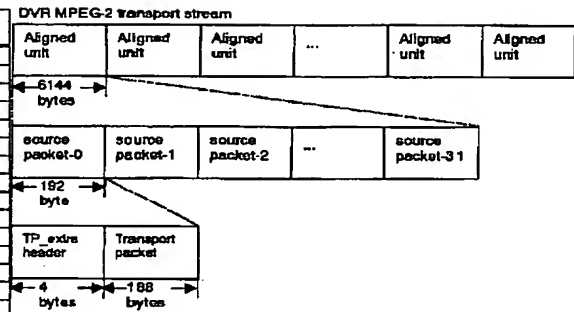 DVR MPEG-2 transport stream
Aligned unit Aligned unit Aligned unit ... Aligned unit Aligned unit
6144 bytes
source packet-0 source packet-1 source packet-2 ... source packet-31
192 byte
TP_extra header Transport packet
4 bytes 188 bytes